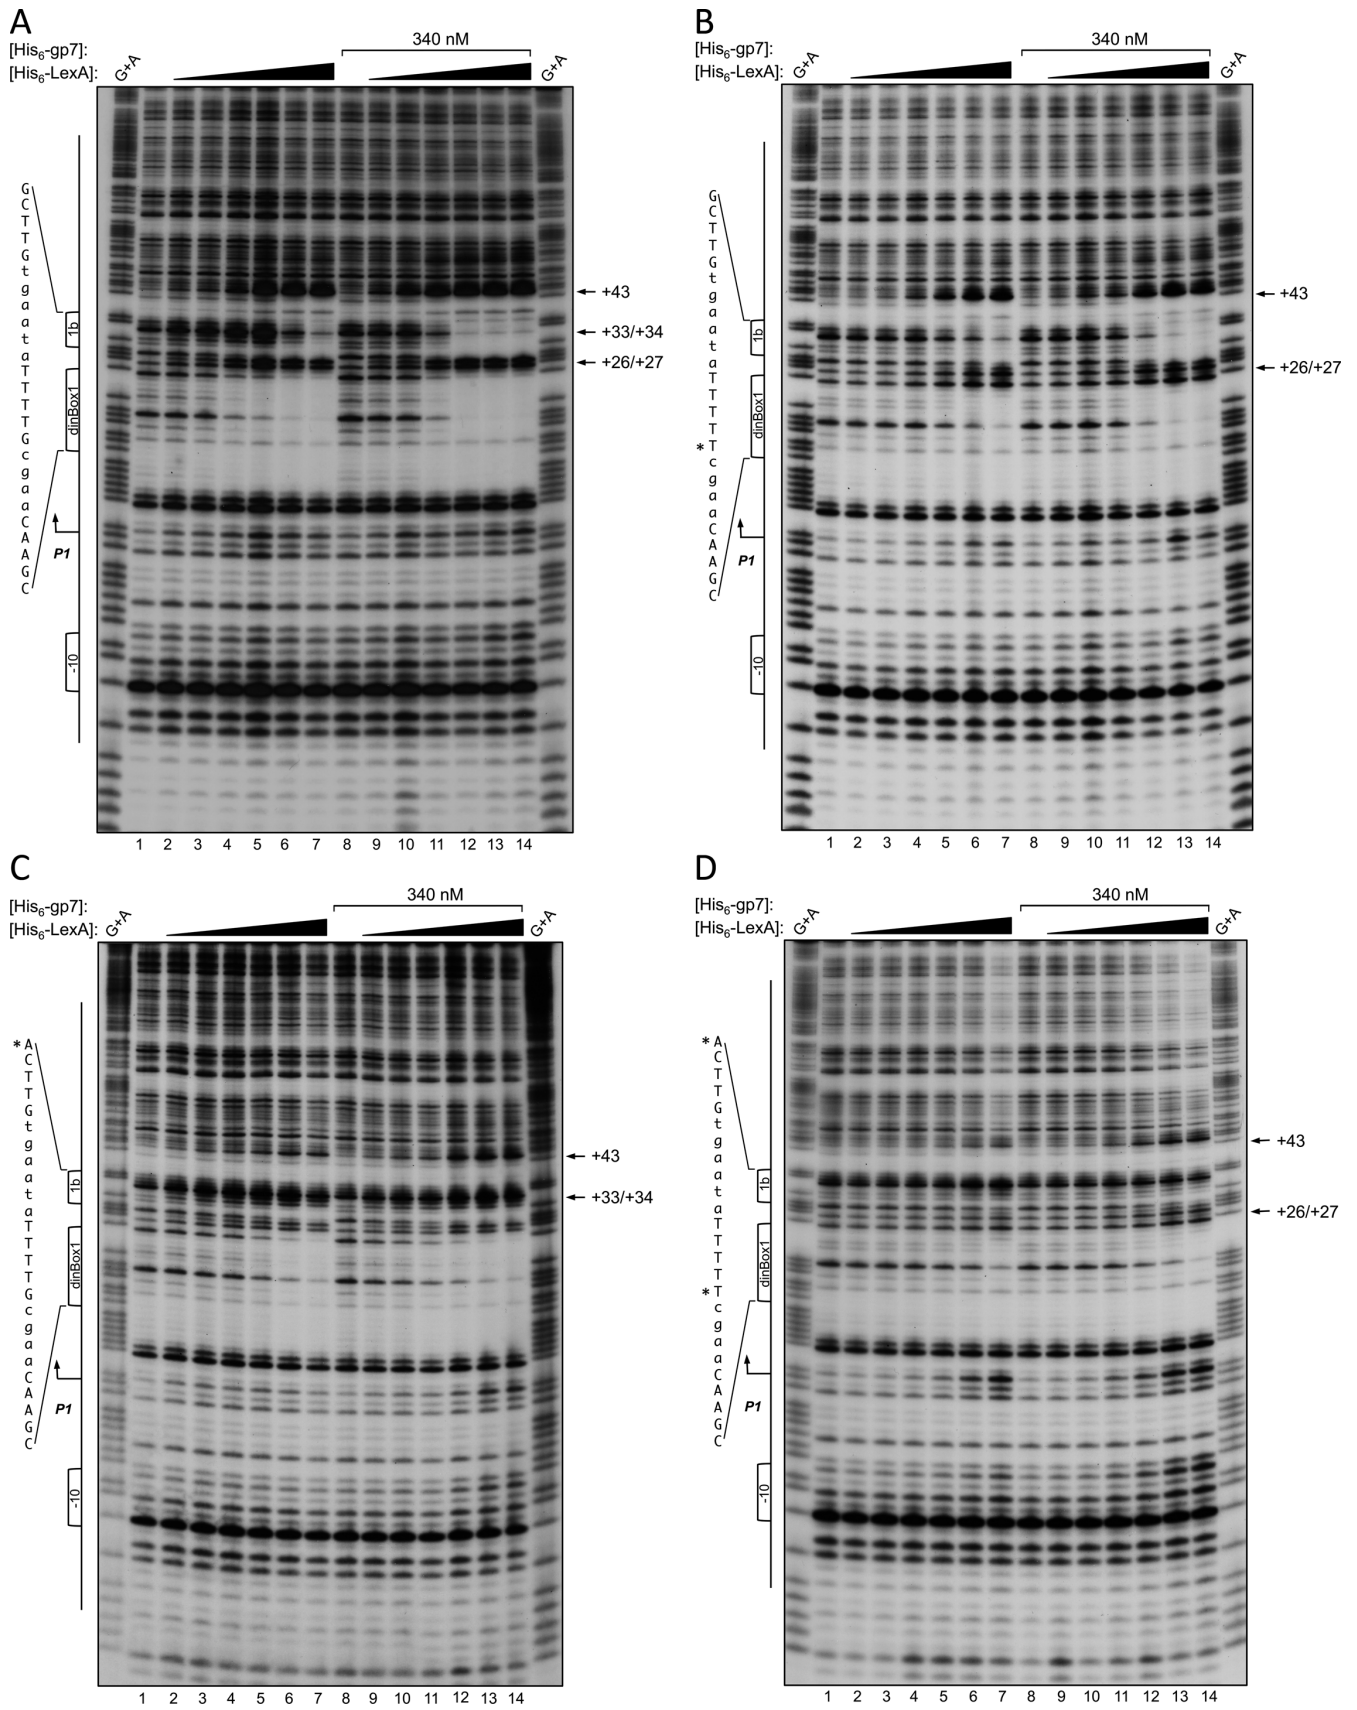 A
[His6-gp7]:
340 nM
[His6-LexA]:
G+A
G+A
G
C
T
T
G
t
g
a
a
t
a
T
T
T
T
G
c
g
a
a
C
A
A
G
C
1b
dinBox1
P1
-10
+43
+33/+34
+26/+27
1 2 3 4 5 6 7 8 9 10 11 12 13 14
B
[His6-gp7]:
340 nM
[His6-LexA]:
G+A
G+A
G
C
T
T
G
t
g
a
a
t
a
T
T
T
T
* T
c
g
a
a
C
A
A
G
C
1b
dinBox1
P1
-10
+43
+26/+27
1 2 3 4 5 6 7 8 9 10 11 12 13 14
C
[His6-gp7]:
340 nM
[His6-LexA]:
G+A
G+A
* A
C
T
T
G
t
g
a
a
t
a
T
T
T
T
G
c
g
a
a
C
A
A
G
C
1b
dinBox1
P1
-10
+43
+33/+34
1 2 3 4 5 6 7 8 9 10 11 12 13 14
D
[His6-gp7]:
340 nM
[His6-LexA]:
G+A
G+A
* A
C
T
T
G
t
g
a
a
t
a
T
T
T
T
* T
c
g
a
a
C
A
A
G
C
1b
dinBox1
P1
-10
+43
+26/+27
1 2 3 4 5 6 7 8 9 10 11 12 13 14